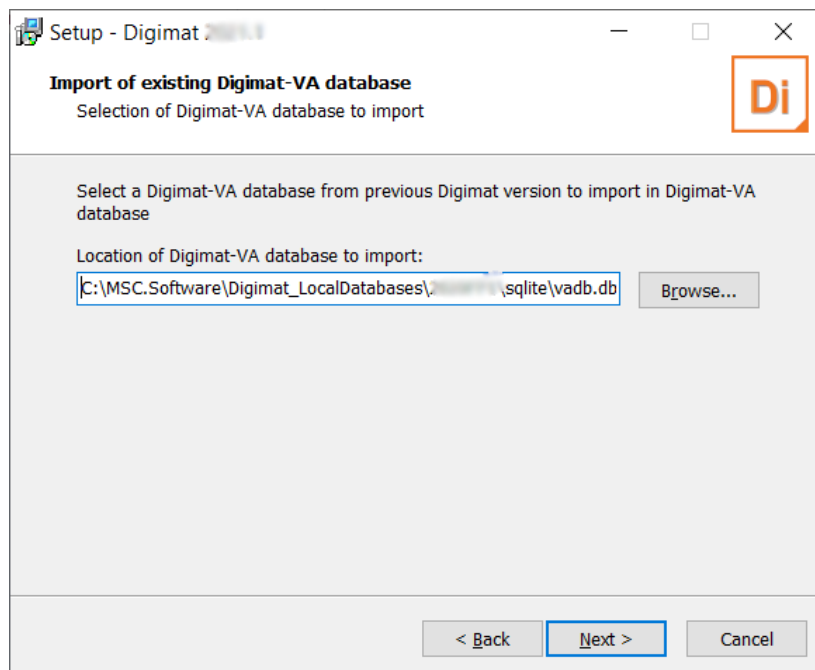 Setup - Digimat
Import of existing Digimat-VA database
Selection of Digimat-VA database to import
Di
Select a Digimat-VA database from previous Digimat version to import in Digimat-VA
database
Location of Digimat-VA database to import:
C:\MSC.Software\Digimat_LocalDatabases\ \sqlite\vadb.db
Browse...
< Back
Next >
Cancel